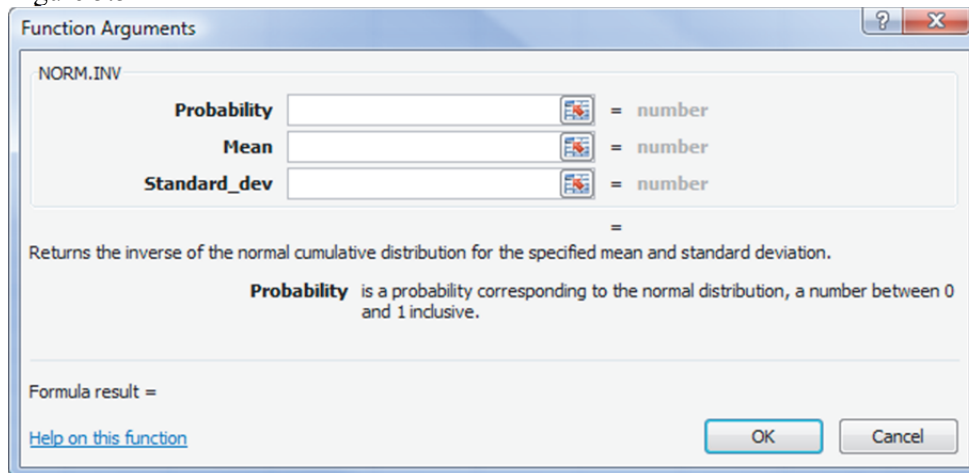 Function Arguments
NORM.INV
Probability = number
Mean = number
Standard_dev = number
=
Returns the inverse of the normal cumulative distribution for the specified mean and standard deviation.
Probability is a probability corresponding to the normal distribution, a number between 0
and 1 inclusive.
Formula result =
Help on this function OK Cancel